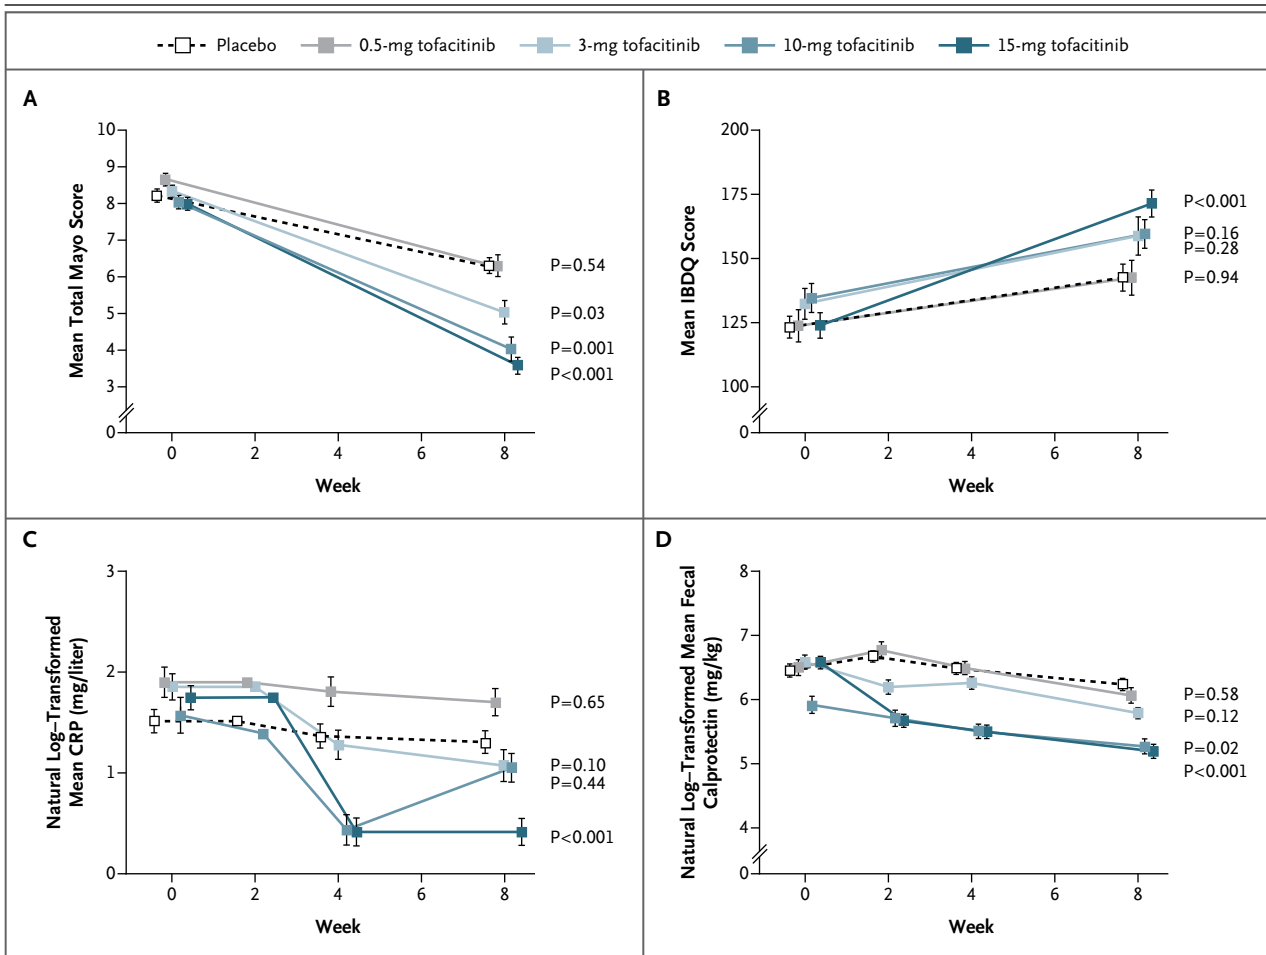 Placebo 0.5-mg tofacitinib 3-mg tofacitinib 10-mg tofacitinib 15-mg tofacitinib
A
10
9
8
7
6
5
4
3
0
Mean Total Mayo Score
P=0.54
P=0.03
P=0.001
P<0.001
0 2 4 6 8
Week
B
200
175
150
125
100
0
Mean IBDQ Score
P<0.001
P=0.16
P=0.28
P=0.94
0 2 4 6 8
Week
C
3
2
1
0
Natural Log–Transformed
Mean CRP (mg/liter)
P=0.65
P=0.10
P=0.44
P<0.001
0 2 4 6 8
Week
D
8
7
6
5
4
0
Natural Log–Transformed Mean Fecal
Calprotectin (mg/kg)
P=0.58
P=0.12
P=0.02
P<0.001
0 2 4 6 8
Week